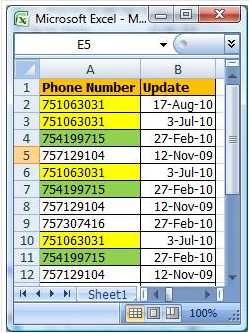 Microsoft Excel - M...
E5
A B
1 Phone Number Update
2 751063031 17-Aug-10
3 751063031 3-Jul-10
4 754199715 27-Feb-10
5 757129104 12-Nov-09
6 751063031 3-Jul-10
7 754199715 27-Feb-10
8 757129104 12-Nov-09
9 757307416 27-Feb-10
10 751063031 3-Jul-10
11 754199715 27-Feb-10
12 757129104 12-Nov-09
Sheet1
100%